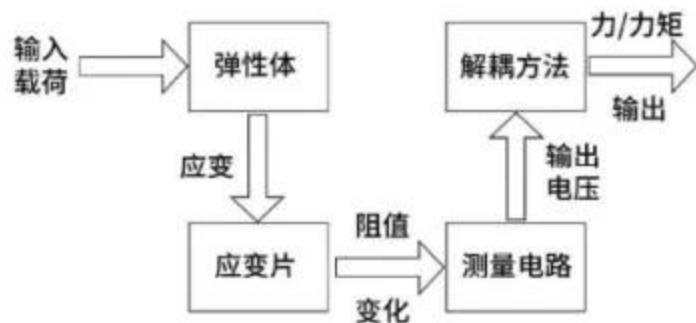 输入
载荷
弹性体
应变
应变片
阻值
变化
测量电路
输出
电压
解耦方法
力/力矩
输出